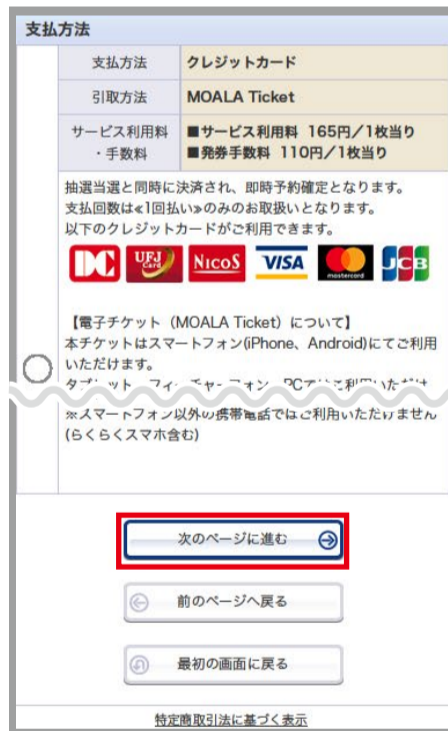 支払方法
支払方法
クレジットカード
引取方法
MOALA Ticket
サービス利用料
・手数料
■サービス利用料 165円／1枚当り
■発券手数料 110円／1枚当り
抽選当選と同時に決済され、即時予約確定となります。
支払回数は≪1回払い≫のみのお取扱いとなります。
以下のクレジットカードがご利用できます。
DC UFJ Card NICOS VISA mastercard JCB
【電子チケット（MOALA Ticket）について】
本チケットはスマートフォン(iPhone、Android)にてご利用
いただけます。
※スマートフォン以外の携帯電話ではご利用いただけません
(らくらくスマホ含む)
次のページに進む
前のページへ戻る
最初の画面に戻る
特定商取引法に基づく表示